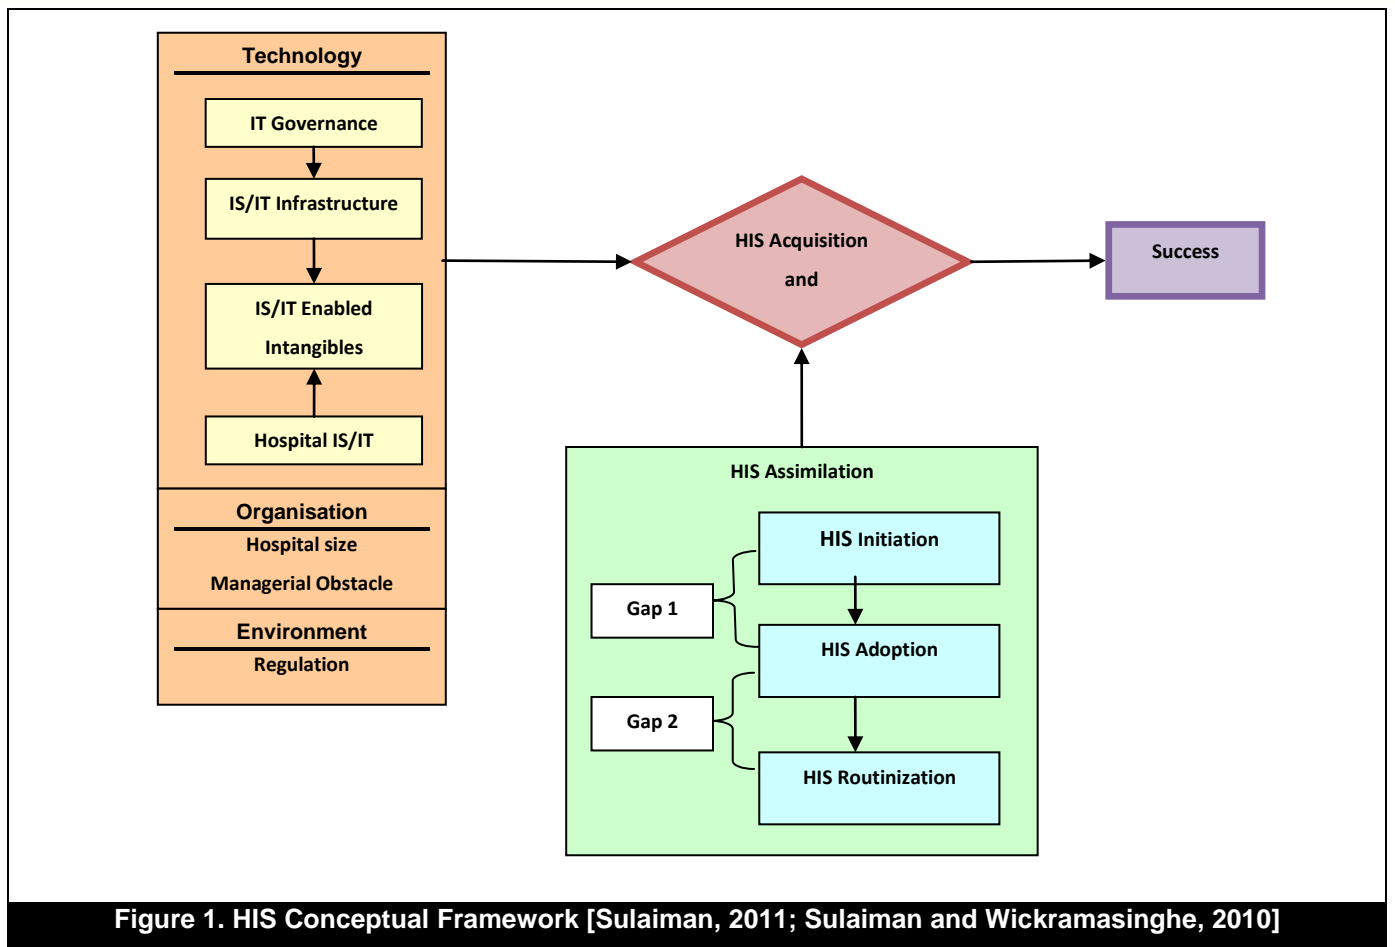 Technology
IT Governance
IS/IT Infrastructure
IS/IT Enabled
Intangibles
Hospital IS/IT
Organisation
Hospital size
Managerial Obstacle
Environment
Regulation
HIS Acquisition
and
Success
HIS Assimilation
HIS Initiation
Gap 1
HIS Adoption
Gap 2
HIS Routinization
Figure 1. HIS Conceptual Framework [Sulaiman, 2011; Sulaiman and Wickramasinghe, 2010]